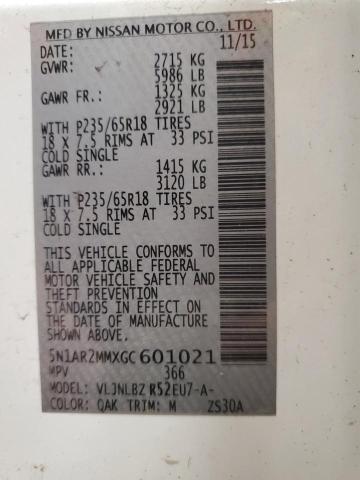 MFD BY NISSAN MOTOR CO., LTD.
DATE: 11/15
GVWR: 2715 KG
5986 LB
GAWR FR.: 1325 KG
2921 LB
WITH P235/65R18 TIRES
18 X 7.5 RIMS AT 33 PSI
COLD SINGLE
GAWR RR.: 1415 KG
3120 LB
WITH P235/65R18 TIRES
18 X 7.5 RIMS AT 33 PSI
COLD SINGLE
THIS VEHICLE CONFORMS TO
ALL APPLICABLE FEDERAL
MOTOR VEHICLE SAFETY AND
THEFT PREVENTION
STANDARDS IN EFFECT ON
THE DATE OF MANUFACTURE
SHOWN ABOVE.
5N1AR2MMXGC601021
MPV 366
MODEL: VLJNLBZ R52EU7-A-
COLOR: QAK TRIM: M ZS30A